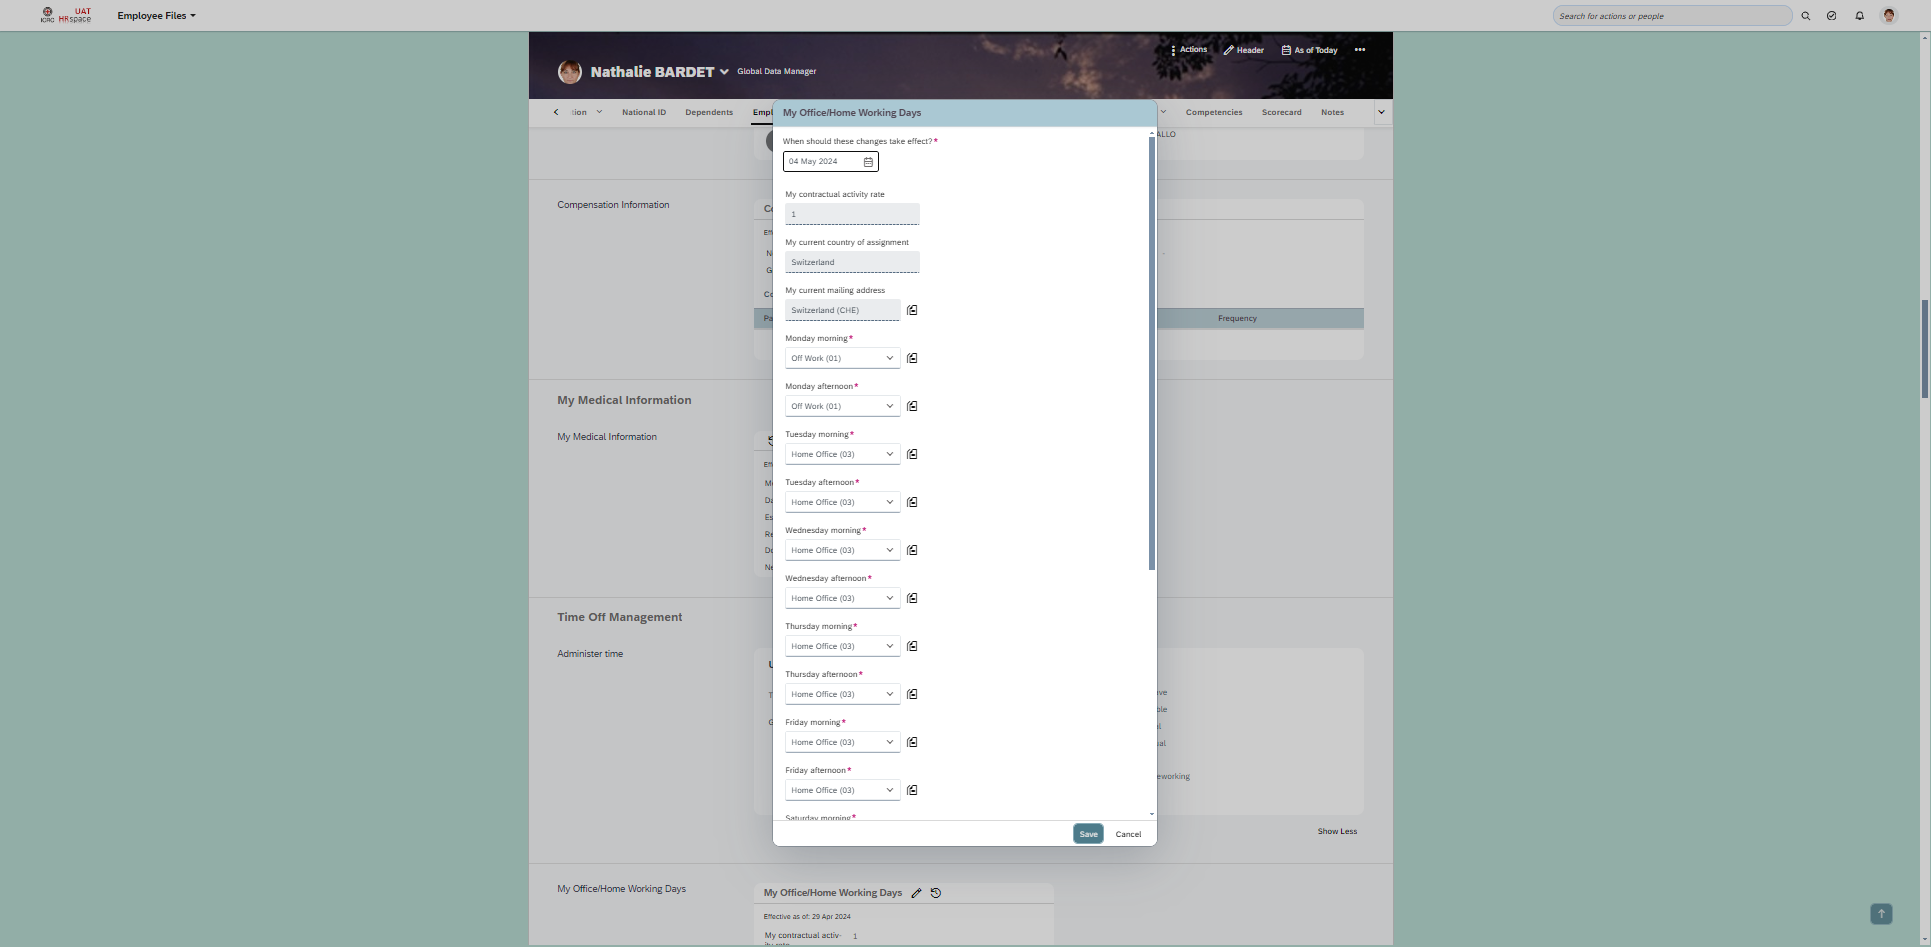 UAT
ICRC HRspace
Employee Files
Search for actions or people
Actions
Header
As of Today
Nathalie BARDET
Global Data Manager
tion
National ID
Dependents
Empl
Competencies
Scorecard
Notes
My Office/Home Working Days
ALLO
When should these changes take effect?*
04 May 2024
My contractual activity rate
1
Compensation Information
My current country of assignment
Switzerland
My current mailing address
Switzerland (CHE)
Frequency
Monday morning*
Off Work (01)
Monday afternoon*
Off Work (01)
My Medical Information
My Medical Information
Tuesday morning*
Home Office (03)
Tuesday afternoon*
Home Office (03)
Wednesday morning*
Home Office (03)
Wednesday afternoon*
Home Office (03)
Time Off Management
Thursday morning*
Home Office (03)
Administer time
Thursday afternoon*
Home Office (03)
ve
ble
al
ual
Friday morning*
Home Office (03)
Friday afternoon*
Home Office (03)
eworking
Saturday morning*
Save
Cancel
Show Less
My Office/Home Working Days
My Office/Home Working Days
Effective as of: 29 Apr 2024
My contractual activ-
ity rate
1